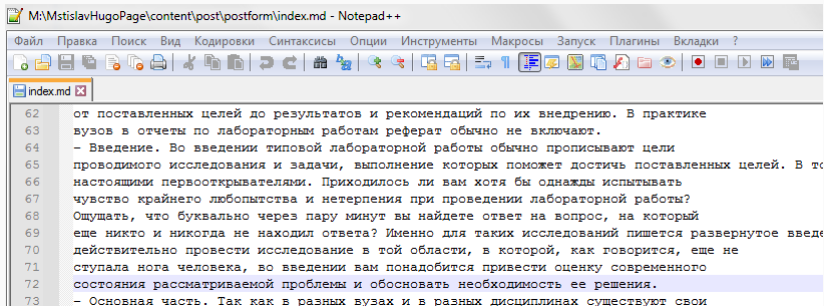 M:\MstislavHugoPage\content\post\postform\index.md - Notepad++
Файл Правка Поиск Вид Кодировки Синтаксисы Опции Инструменты Макросы Запуск Плагины Вкладки ?
index.md
62 от поставленных целей до результатов и рекомендаций по их внедрению. В практике
63 вузов в отчеты по лабораторным работам реферат обычно не включают.
64 – Введение. Во введении типовой лабораторной работы обычно прописывают цели
65 проводимого исследования и задачи, выполнение которых поможет достичь поставленных целей. В то
66 настоящими первооткрывателями. Приходилось ли вам хотя бы однажды испытывать
67 чувство крайнего любопытства и нетерпения при проведении лабораторной работы?
68 Ощущать, что буквально через пару минут вы найдете ответ на вопрос, на который
69 еще никто и никогда не находил ответа? Именно для таких исследований пишется развернутое введе
70 действительно провести исследование в той области, в которой, как говорится, еще не
71 ступала нога человека, во введении вам понадобится привести оценку современного
72 состояния рассматриваемой проблемы и обосновать необходимость ее решения.
73 – Основная часть. Так как в разных вузах и в разных дисциплинах существуют свои